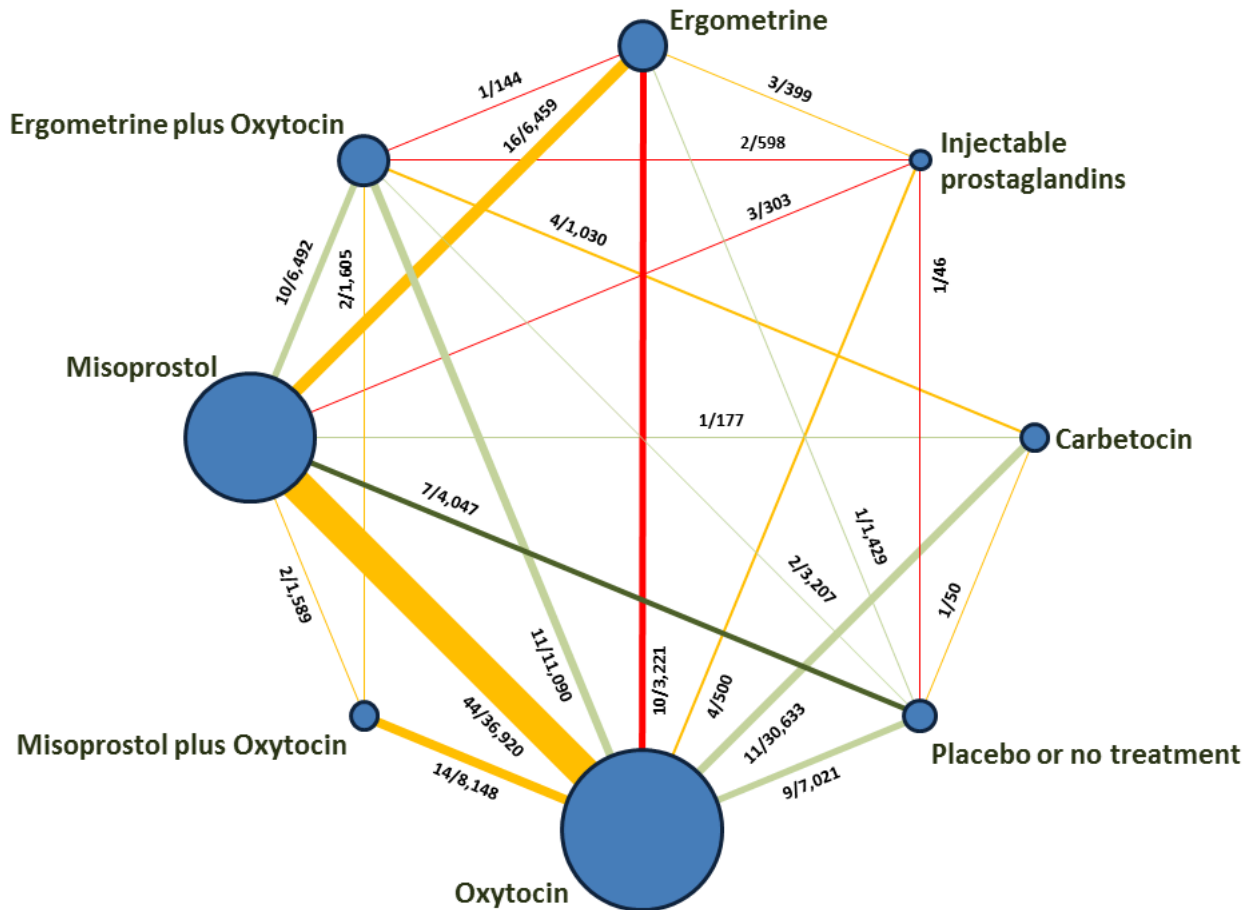 Ergometrine
1/144
3/399
Ergometrine plus Oxytocin
16/6,459
2/598
Injectable
prostaglandins
3/303
4/1,030
10/6,492
2/1,605
1/46
Misoprostol
1/177
Carbetocin
7/4,047
1/1,429
2/3,207
2/1,589
1/50
11/11,090
10/3,221
4/500
44/36,920
11/30,633
Misoprostol plus Oxytocin
14/8,148
9/7,021
Placebo or no treatment
Oxytocin